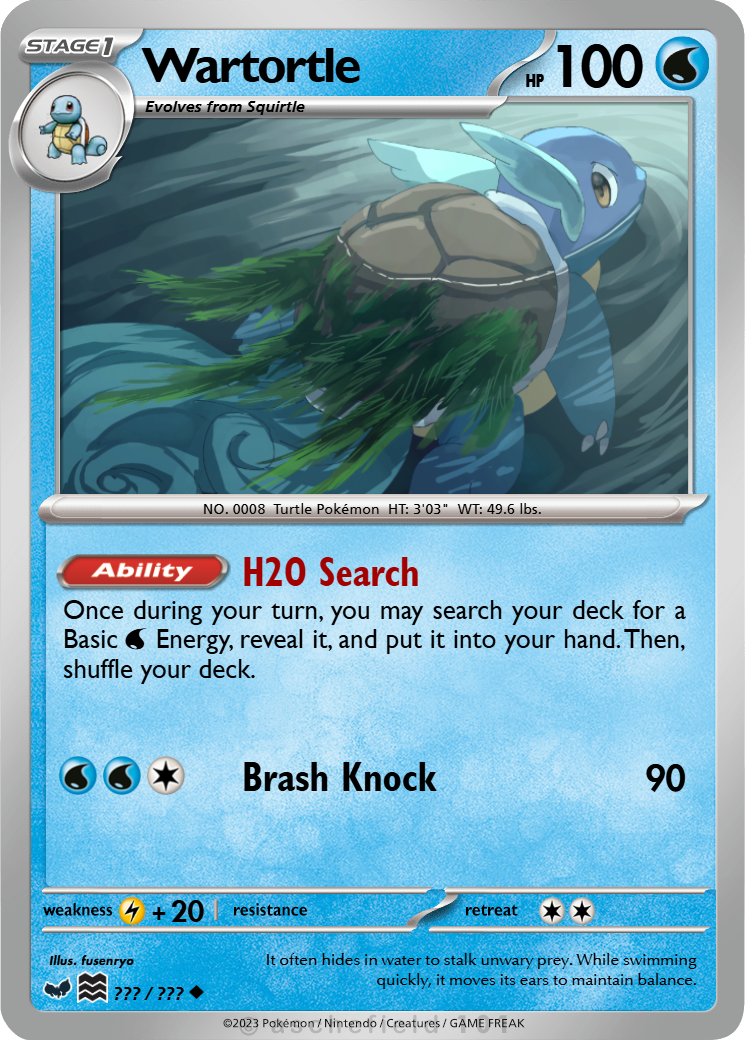 STAGE1
Wartortle
HP 100
Evolves from Squirtle
NO. 0008 Turtle Pokémon HT: 3'03" WT: 49.6 lbs.
Ability H2O Search
Once during your turn, you may search your deck for a
Basic Energy, reveal it, and put it into your hand. Then,
shuffle your deck.
Brash Knock 90
weakness + 20 resistance retreat
Illus. fusenryo
It often hides in water to stalk unwary prey. While swimming
quickly, it moves its ears to maintain balance.
??? / ???
©2023 Pokémon / Nintendo / Creatures / GAME FREAK